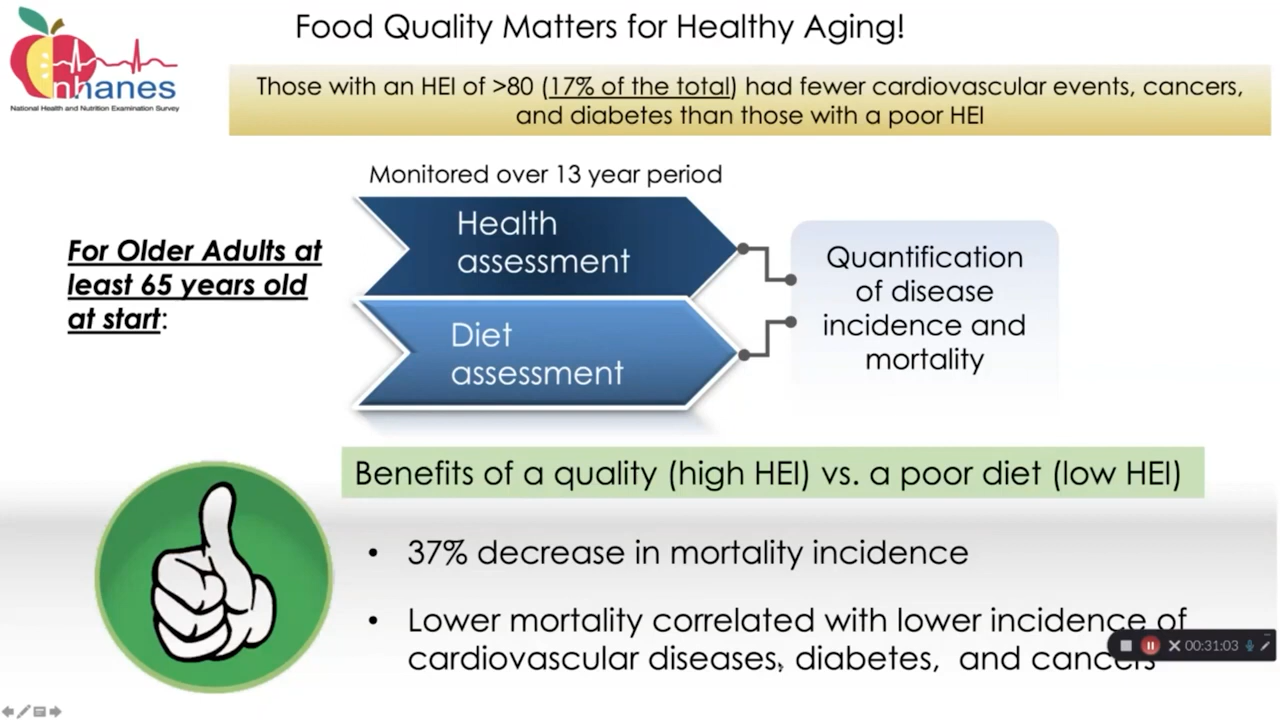 Food Quality Matters for Healthy Aging!
nhanes
National Health and Nutrition Examination Survey
Those with an HEI of >80 (17% of the total) had fewer cardiovascular events, cancers,
and diabetes than those with a poor HEI
Monitored over 13 year period
For Older Adults at
least 65 years old
at start:
Health
assessment
Diet
assessment
Quantification
of disease
incidence and
mortality
Benefits of a quality (high HEI) vs. a poor diet (low HEI)
• 37% decrease in mortality incidence
• Lower mortality correlated with lower incidence of
cardiovascular diseases, diabetes,  and cancers
00:31:03